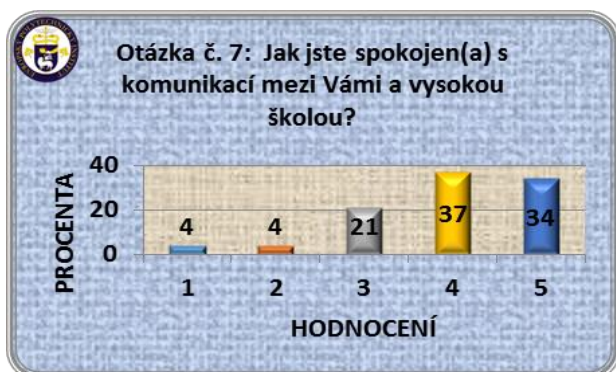 Otázka č. 7: Jak jste spokojen(a) s
komunikací mezi Vámi a vysokou
školou?
PROCENTA
40
20
0
4
4
21
37
34
1 2 3 4 5
HODNOCENÍ